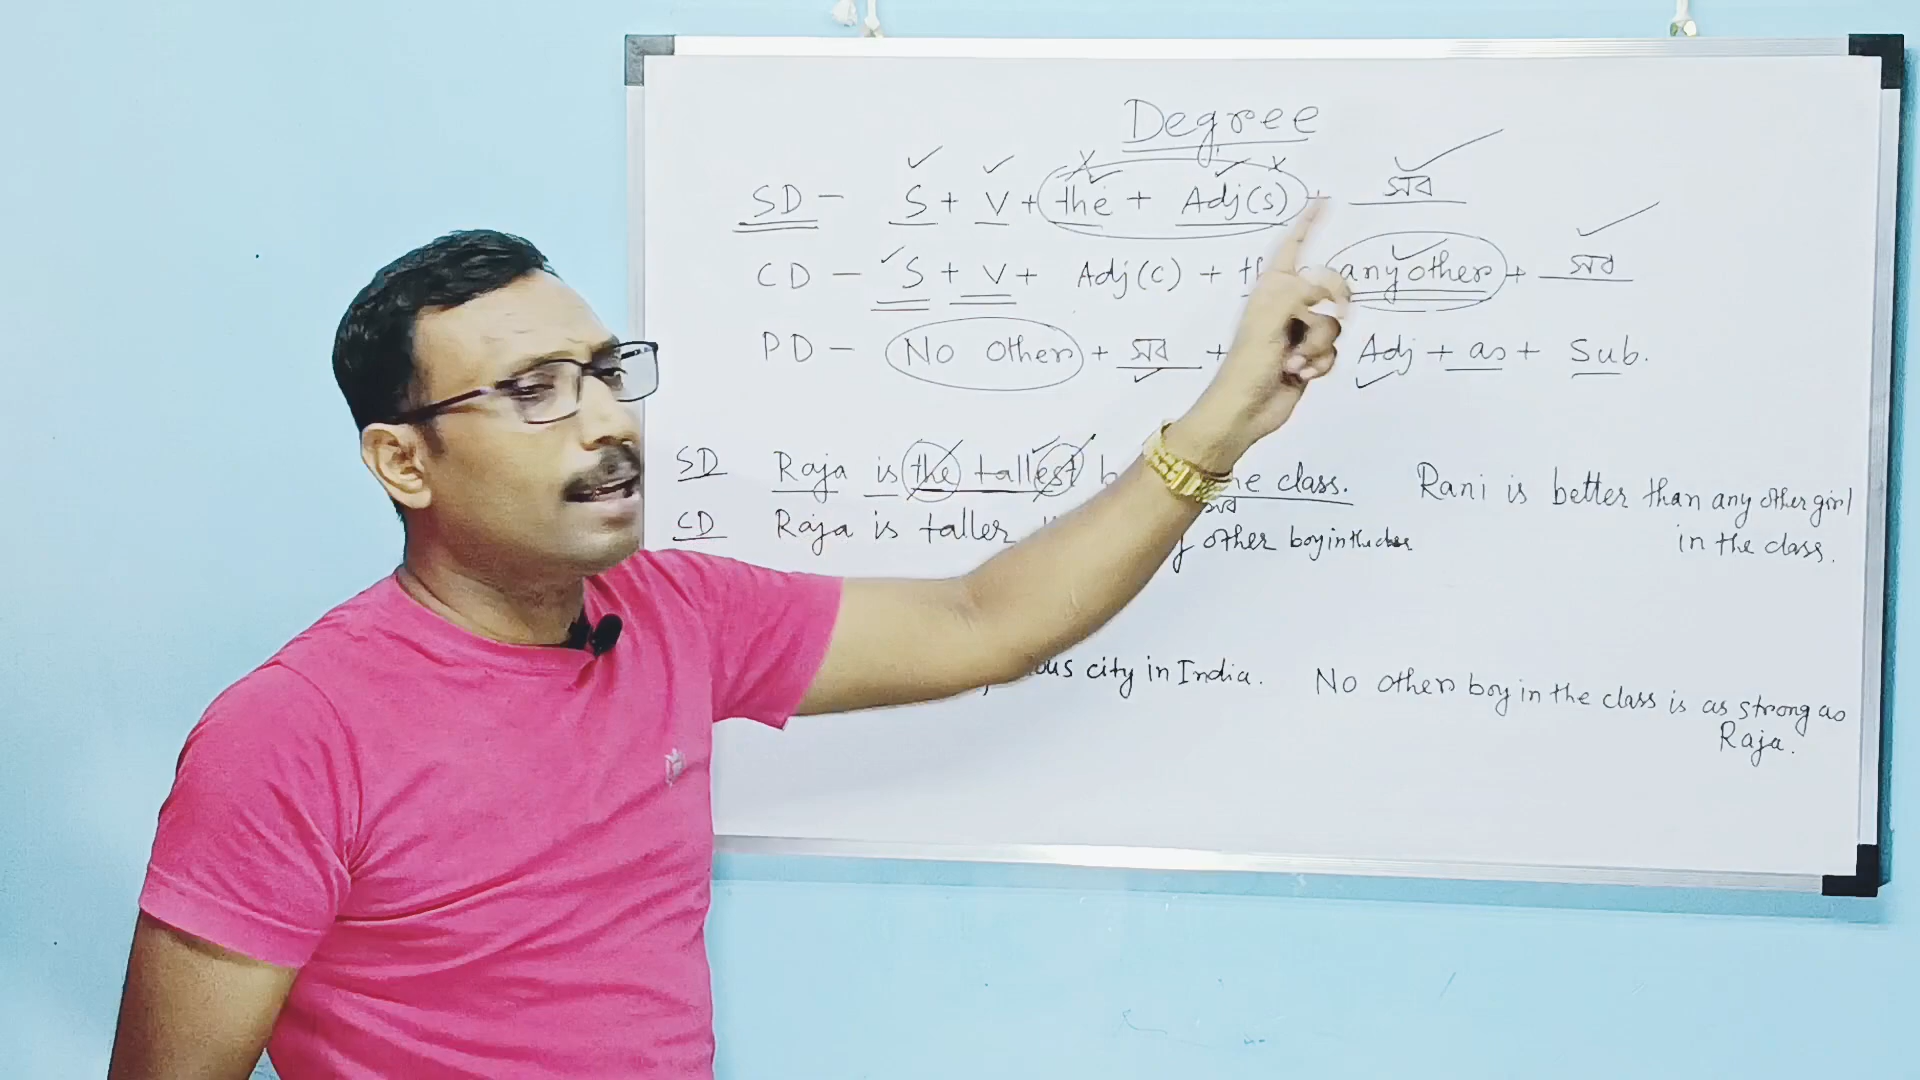 Degree
SD - S + V + the + Adj(s) + সব
CD - S + V + Adj(c) + any other + সব
PD - No other + সব + Adj + as + Sub.
SD Raja is the tallest the class.
সব
CD Raja is taller other boy in the class
Rani is better than any other girl
in the class.
city in India.
No other boy in the class is as strong as
Raja.